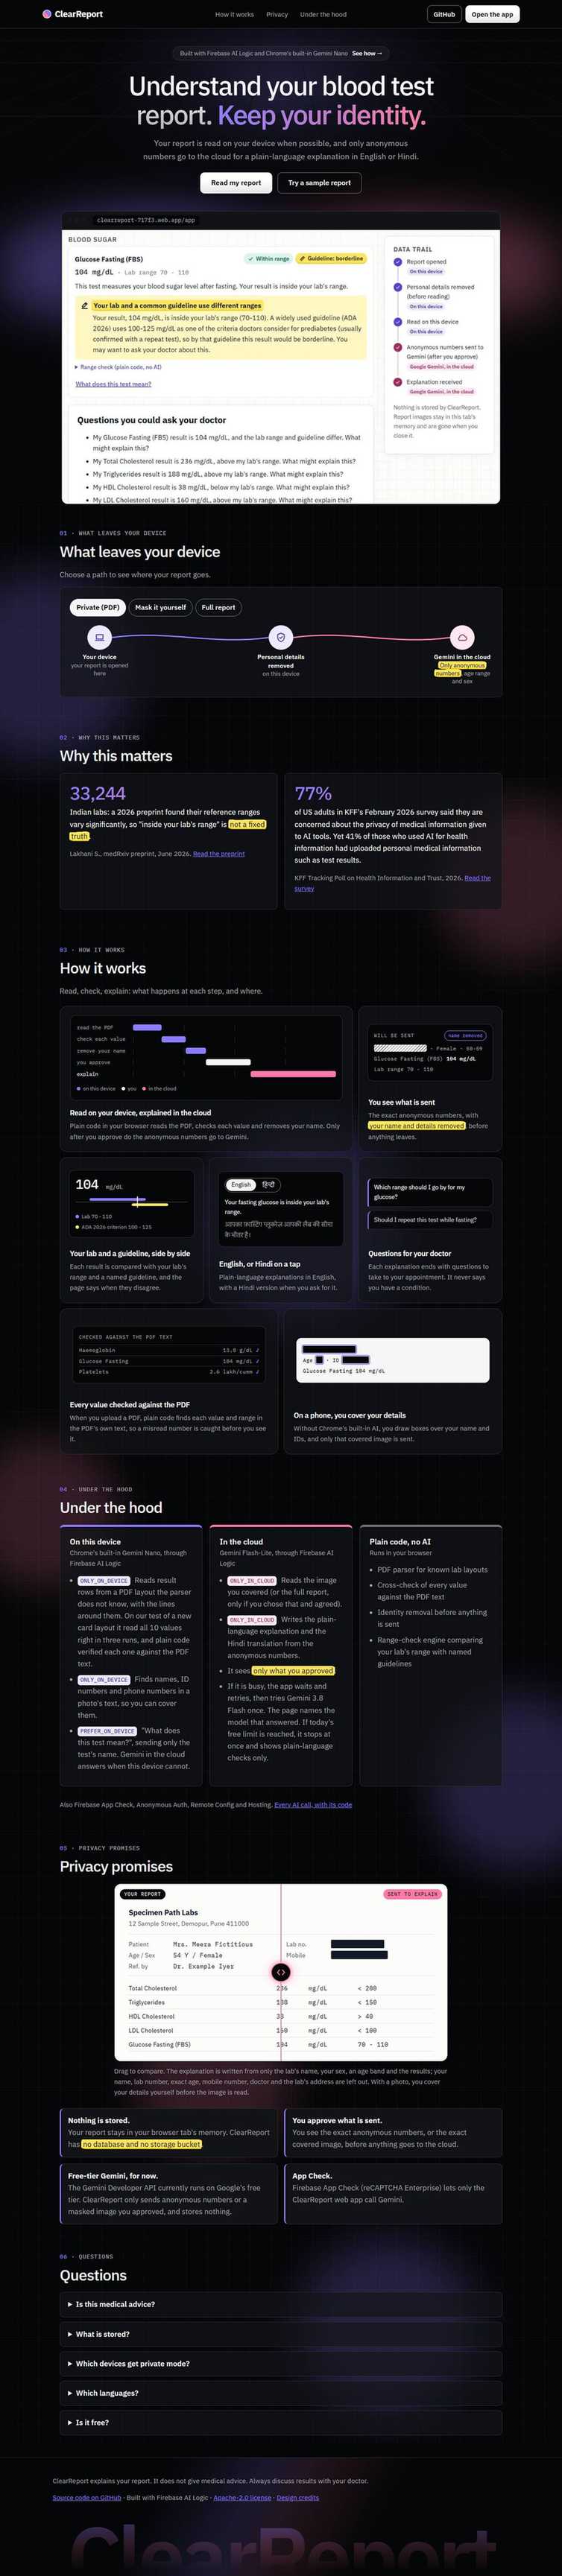 ClearReport
How it works
Privacy
Under the hood
GitHub
Open the app
Built with Firebase AI Logic and Chrome's built-in Gemini Nano See how →
Understand your blood test
report. Keep your identity.
Your report is read on your device when possible, and only anonymous
numbers go to the cloud for a plain-language explanation in English or Hindi.
Read my report
Try a sample report
clearreport-717f3.web.app/app
BLOOD SUGAR
Glucose Fasting (FBS)
✓ Within range
Guideline: borderline
104 mg/dL · Lab range 70 - 110
This test measures your blood sugar level after fasting. Your result is inside your lab's range.
Your lab and a common guideline use different ranges
Your result, 104 mg/dL, is inside your lab's range (70-110). A widely used guideline (ADA
2026) uses 100-125 mg/dL as one of the criteria doctors consider for prediabetes (usually
confirmed with a repeat test), so by that guideline this result would be borderline. You
may want to ask your doctor about this.
▸ Range check (plain code, no AI)
What does this test mean?
Questions you could ask your doctor
• My Glucose Fasting (FBS) result is 104 mg/dL, and the lab range and guideline differ. What
might explain this?
• My Total Cholesterol result is 236 mg/dL, above my lab's range. What might explain this?
• My Triglycerides result is 188 mg/dL, above my lab's range. What might explain this?
• My HDL Cholesterol result is 38 mg/dL, below my lab's range. What might explain this?
• My LDL Cholesterol result is 160 mg/dL, above my lab's range. What might explain this?
DATA TRAIL
Report opened
On this device
Personal details removed
(before reading)
On this device
Read on this device
On this device
Anonymous numbers sent to
Gemini (after you approve)
Google Gemini, in the cloud
Explanation received
Google Gemini, in the cloud
Nothing is stored by ClearReport.
Report images stay in this tab's
memory and are gone when you
close it.
01 · WHAT LEAVES YOUR DEVICE
What leaves your device
Choose a path to see where your report goes.
Private (PDF)
Mask it yourself
Full report
Your device
your report is opened
here
Personal details
removed
on this device
Gemini in the cloud
Only anonymous
numbers, age range
and sex
02 · WHY THIS MATTERS
Why this matters
33,244
Indian labs: a 2026 preprint found their reference ranges
vary significantly, so "inside your lab's range" is not a fixed
truth.
Lakhani S., medRxiv preprint, June 2026. Read the preprint
77%
of US adults in KFF's February 2026 survey said they are
concerned about the privacy of medical information given
to AI tools. Yet 41% of those who used AI for health
information had uploaded personal medical information
such as test results.
KFF Tracking Poll on Health Information and Trust, 2026. Read the
survey
03 · HOW IT WORKS
How it works
Read, check, explain: what happens at each step, and where.
read the PDF
check each value
remove your name
you approve
explain
on this device
you
in the cloud
Read on your device, explained in the cloud
Plain code in your browser reads the PDF, checks each value and removes your name. Only
after you approve do the anonymous numbers go to Gemini.
WILL BE SENT
name removed
· Female ·
Glucose Fasting (FBS) 104 mg/dL
Lab range 70 - 110
You see what is sent
The exact anonymous numbers, with
your name and details removed, before
anything leaves.
104 mg/dL
Lab 70 - 110
ADA 2026 criterion 100 - 125
Your lab and a guideline, side by side
Each result is compared with your lab's
range and a named guideline, and the
page says when they disagree.
English
हिन्दी
Your fasting glucose is inside your lab's
range.
आपका फास्टिंग ग्लूकोज़ आपकी लैब की सीमा
के भीतर है।
English, or Hindi on a tap
Plain-language explanations in English,
with a Hindi version when you ask for it.
Which range should I go by for my
glucose?
Should I repeat this test while fasting?
Questions for your doctor
Each explanation ends with questions to
take to your appointment. It never says
you have a condition.
CHECKED AGAINST THE PDF TEXT
Haemoglobin 13.0 g/dL ✓
Glucose Fasting 104 mg/dL ✓
Platelets 2.6 lakh/cumm ✓
Every value checked against the PDF
When you upload a PDF, plain code finds each value and range in
the PDF's own text, so a misread number is caught before you see
it.
Age · ID
Glucose Fasting 104 mg/dL
On a phone, you cover your details
Without Chrome's built-in AI, you draw boxes over your name and
IDs, and only that covered image is sent.
04 · UNDER THE HOOD
Under the hood
On this device
Chrome's built-in Gemini Nano, through
Firebase AI Logic
• ONLY_ON_DEVICE Reads result
rows from a PDF layout the parser
does not know, with the lines
around them. On our test of a new
card layout it read all 10 values
right in three runs, and plain code
verified each one against the PDF
text.
• ONLY_ON_DEVICE Finds names, ID
numbers and phone numbers in a
photo's text, so you can cover
them.
• PREFER_ON_DEVICE "What does
this test mean?", sending only the
test's name. Gemini in the cloud
answers when this device cannot.
In the cloud
Gemini Flash-Lite, through Firebase AI
Logic
• ONLY_IN_CLOUD Reads the image
you covered (or the full report,
only if you chose that and agreed).
• ONLY_IN_CLOUD Writes the plain-
language explanation and the
Hindi translation from the
anonymous numbers.
• It sees only what you approved.
• If it is busy, the app waits and
retries, then tries Gemini 3.8
Flash once. The page names the
model that answered. If today's
free limit is reached, it stops at
once and shows plain-language
checks only.
Plain code, no AI
Runs in your browser
• PDF parser for known lab layouts
• Cross-check of every value
against the PDF text
• Identity removal before anything
is sent
• Range-check engine comparing
your lab's range with named
guidelines
Also Firebase App Check, Anonymous Auth, Remote Config and Hosting. Every AI call, with its code
05 · PRIVACY PROMISES
Privacy promises
YOUR REPORT
SENT TO EXPLAIN
Specimen Path Labs
12 Sample Street, Demopur, Pune 411000
Patient Mrs. Meera Fictitious Lab no.
Age / Sex 54 Y / Female Mobile
Ref. by Dr. Example Iyer
Total Cholesterol 236 mg/dL < 200
Triglycerides 188 mg/dL < 150
HDL Cholesterol 38 mg/dL > 40
LDL Cholesterol 160 mg/dL < 100
Glucose Fasting (FBS) 104 mg/dL 70 - 110
Drag to compare. The explanation is written from only the lab's name, your sex, an age band and the results; your
name, lab number, exact age, mobile number, doctor and the lab's address are left out. With a photo, you cover
your details yourself before the image is read.
Nothing is stored.
Your report stays in your browser tab's memory. ClearReport
has no database and no storage bucket.
You approve what is sent.
You see the exact anonymous numbers, or the exact
covered image, before anything goes to the cloud.
Free-tier Gemini, for now.
The Gemini Developer API currently runs on Google's free
tier. ClearReport only sends anonymous numbers or a
masked image you approved, and stores nothing.
App Check.
Firebase App Check (reCAPTCHA Enterprise) lets only the
ClearReport web app call Gemini.
06 · QUESTIONS
Questions
▸ Is this medical advice?
▸ What is stored?
▸ Which devices get private mode?
▸ Which languages?
▸ Is it free?
ClearReport explains your report. It does not give medical advice. Always discuss results with your doctor.
Source code on GitHub · Built with Firebase AI Logic · Apache-2.0 license · Design credits
ClearReport